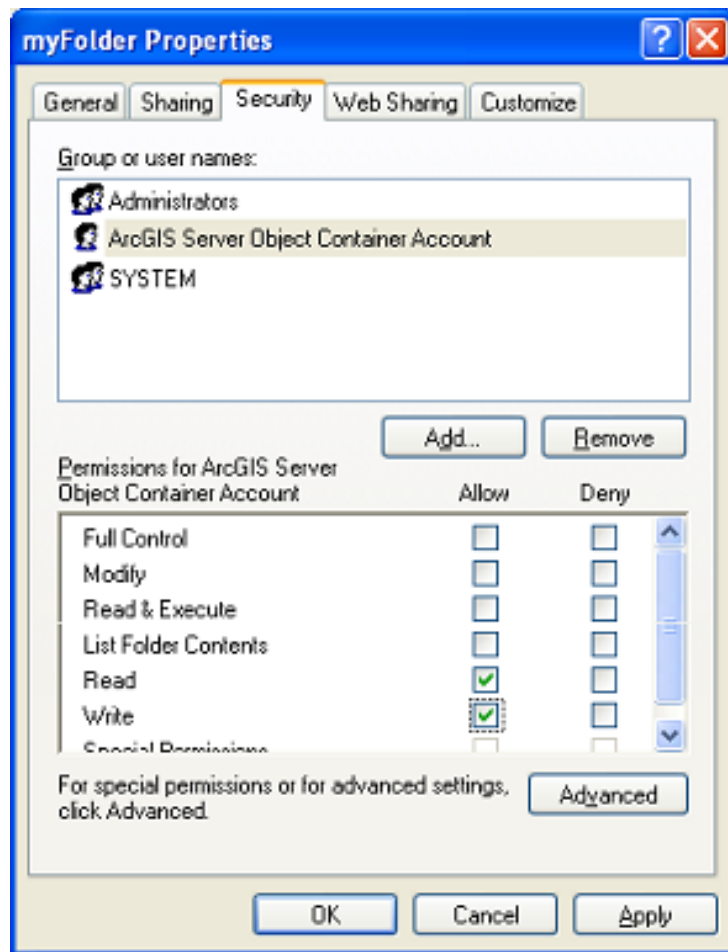 myFolder Properties
?
General Sharing Security Web Sharing Customize
Group or user names:
Administrators
ArcGIS Server Object Container Account
SYSTEM
Add... Remove
Permissions for ArcGIS Server
Object Container Account Allow Deny
Full Control
Modify
Read & Execute
List Folder Contents
Read
Write
Special Permissions
For special permissions or for advanced settings, Advanced
click Advanced.
OK Cancel Apply